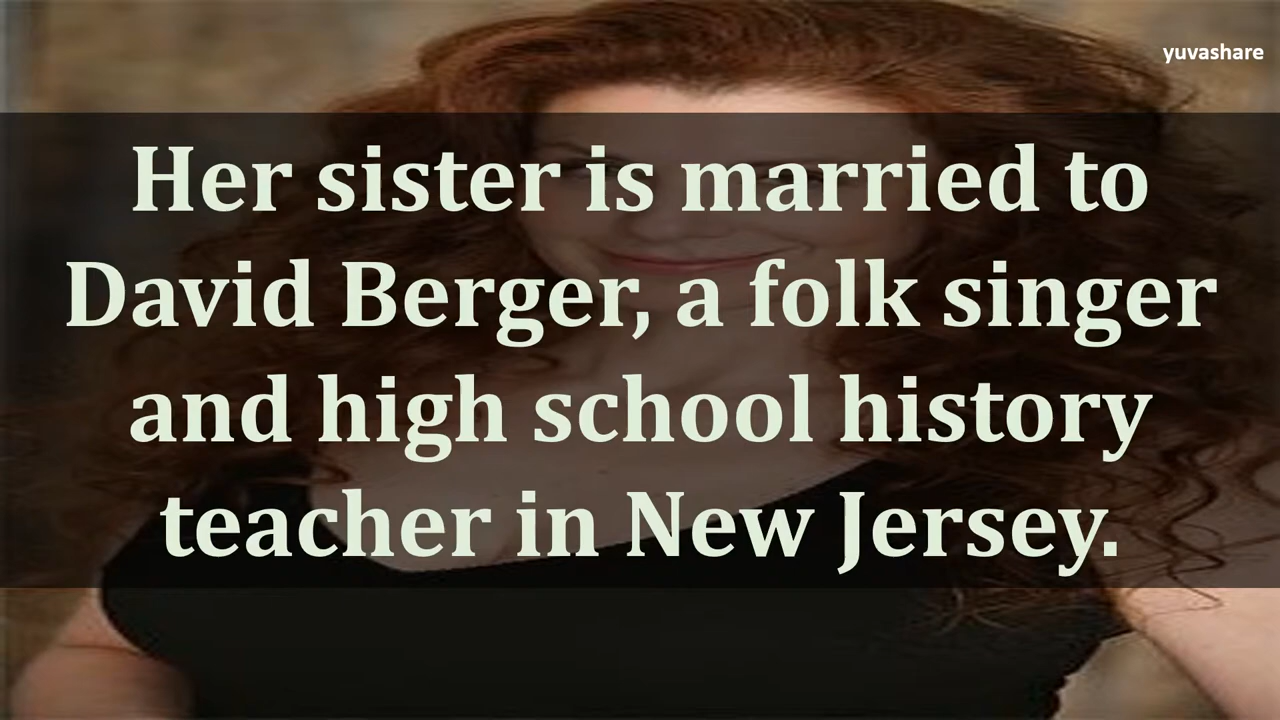 yuvashare
Her sister is married to
David Berger, a folk singer
and high school history
teacher in New Jersey.